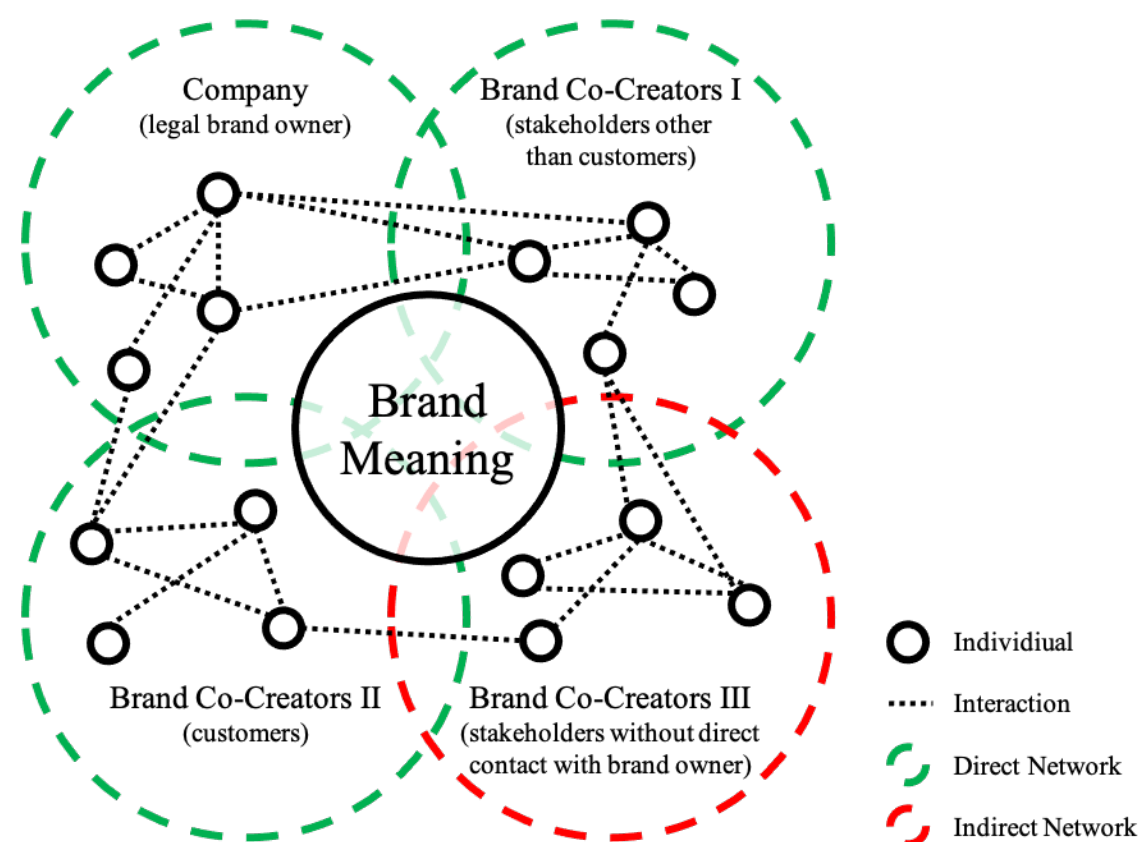 Company
(legal brand owner)
Brand Co-Creators I
(stakeholders other
than customers)
Brand
Meaning
Brand Co-Creators II
(customers)
Brand Co-Creators III
(stakeholders without direct
contact with brand owner)
Individiual
Interaction
Direct Network
Indirect Network